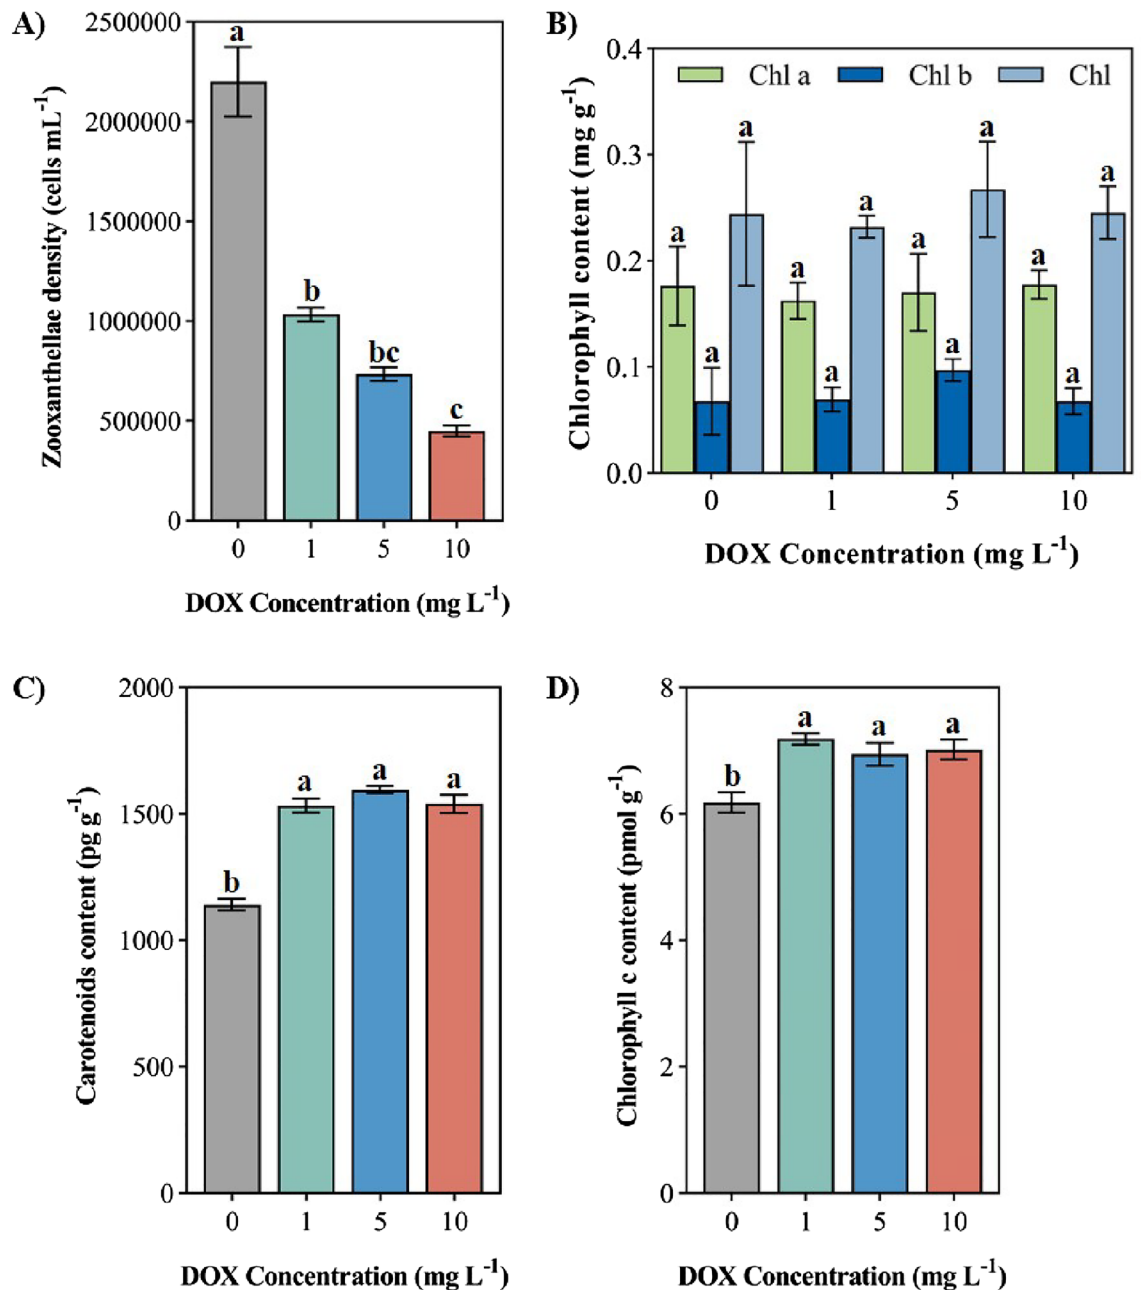 A)
Zooxanthellae density (cells mL⁻¹)
2500000
2000000
1500000
1000000
500000
0
a
b
bc
c
0 1 5 10
DOX Concentration (mg L⁻¹)
B)
Chlorophyll content (mg g⁻¹)
0.4
0.3
0.2
0.1
0.0
Chl a Chl b Chl
a a a a a a a a a a a a
0 1 5 10
DOX Concentration (mg L⁻¹)
C)
Carotenoids content (pg g⁻¹)
2000
1500
1000
500
0
b a a a
0 1 5 10
DOX Concentration (mg L⁻¹)
D)
Chlorophyll c content (pmol g⁻¹)
8
6
4
2
0
b a a a
0 1 5 10
DOX Concentration (mg L⁻¹)